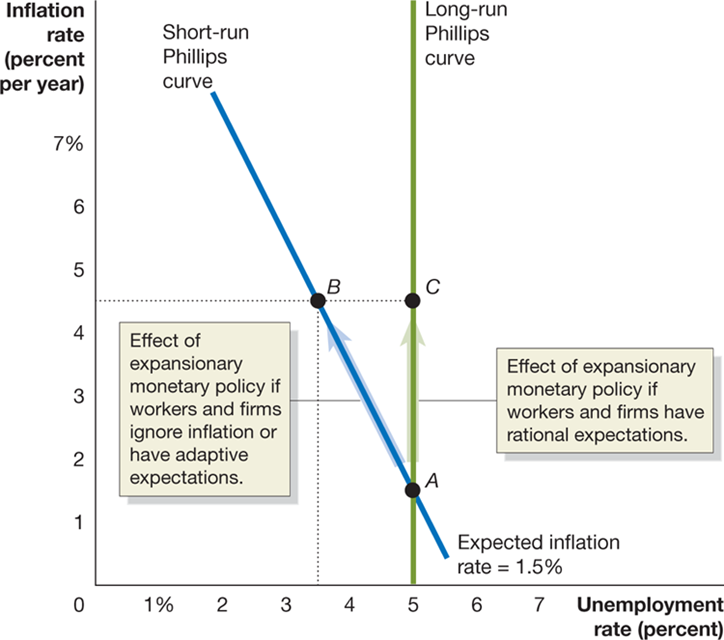 Inflation
rate
(percent
per year)
Short-run
Phillips
curve
Long-run
Phillips
curve
7%
6
5
4
3
2
1
B
C
A
Effect of
expansionary
monetary policy if
workers and firms
ignore inflation or
have adaptive
expectations.
Effect of expansionary
monetary policy if
workers and firms have
rational expectations.
Expected inflation
rate = 1.5%
0 1% 2 3 4 5 6 7
Unemployment
rate (percent)